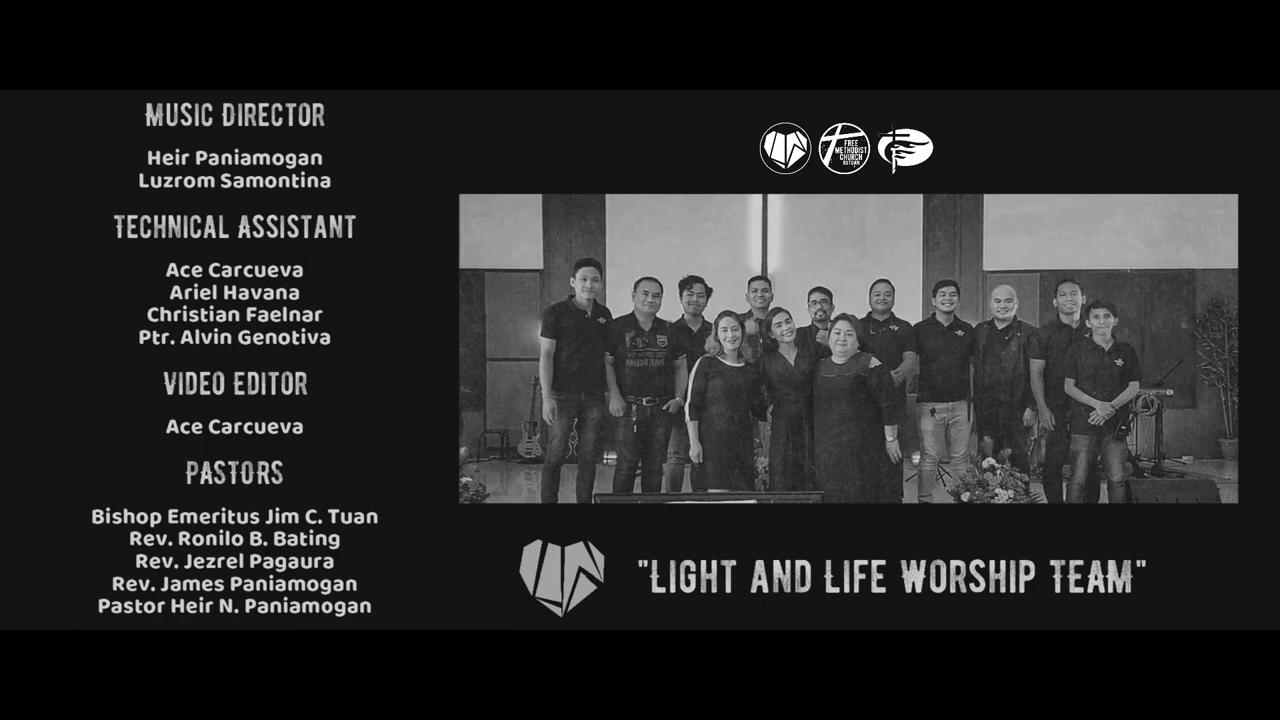 MUSIC DIRECTOR
Heir Paniamogan
Luzrom Samontina
TECHNICAL ASSISTANT
Ace Carcueva
Ariel Havana
Christian Faelnar
Ptr. Alvin Genotiva
VIDEO EDITOR
Ace Carcueva
PASTORS
Bishop Emeritus Jim C. Tuan
Rev. Ronilo B. Bating
Rev. Jezrel Pagaura
Rev. James Paniamogan
Pastor Heir N. Paniamogan
FREE
METHODIST
CHURCH
BUTUAN
"LIGHT AND LIFE WORSHIP TEAM"